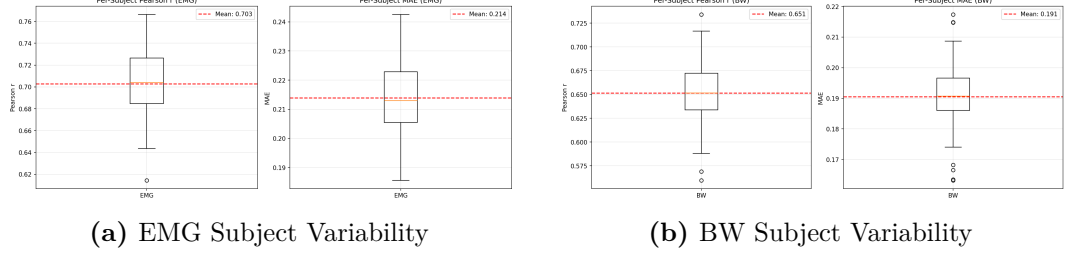 Per-Subject Pearson r (EMG)
Mean: 0.703
Pearson r
0.76
0.74
0.72
0.70
0.68
0.66
0.64
0.62
EMG
Per-Subject MAE (EMG)
Mean: 0.214
MAE
0.24
0.23
0.22
0.21
0.20
0.19
EMG
Per-Subject Pearson r (BW)
Mean: 0.651
Pearson r
0.725
0.700
0.675
0.650
0.625
0.600
0.575
BW
Per-Subject MAE (BW)
Mean: 0.191
MAE
0.22
0.21
0.20
0.19
0.18
0.17
BW
(a) EMG Subject Variability
(b) BW Subject Variability